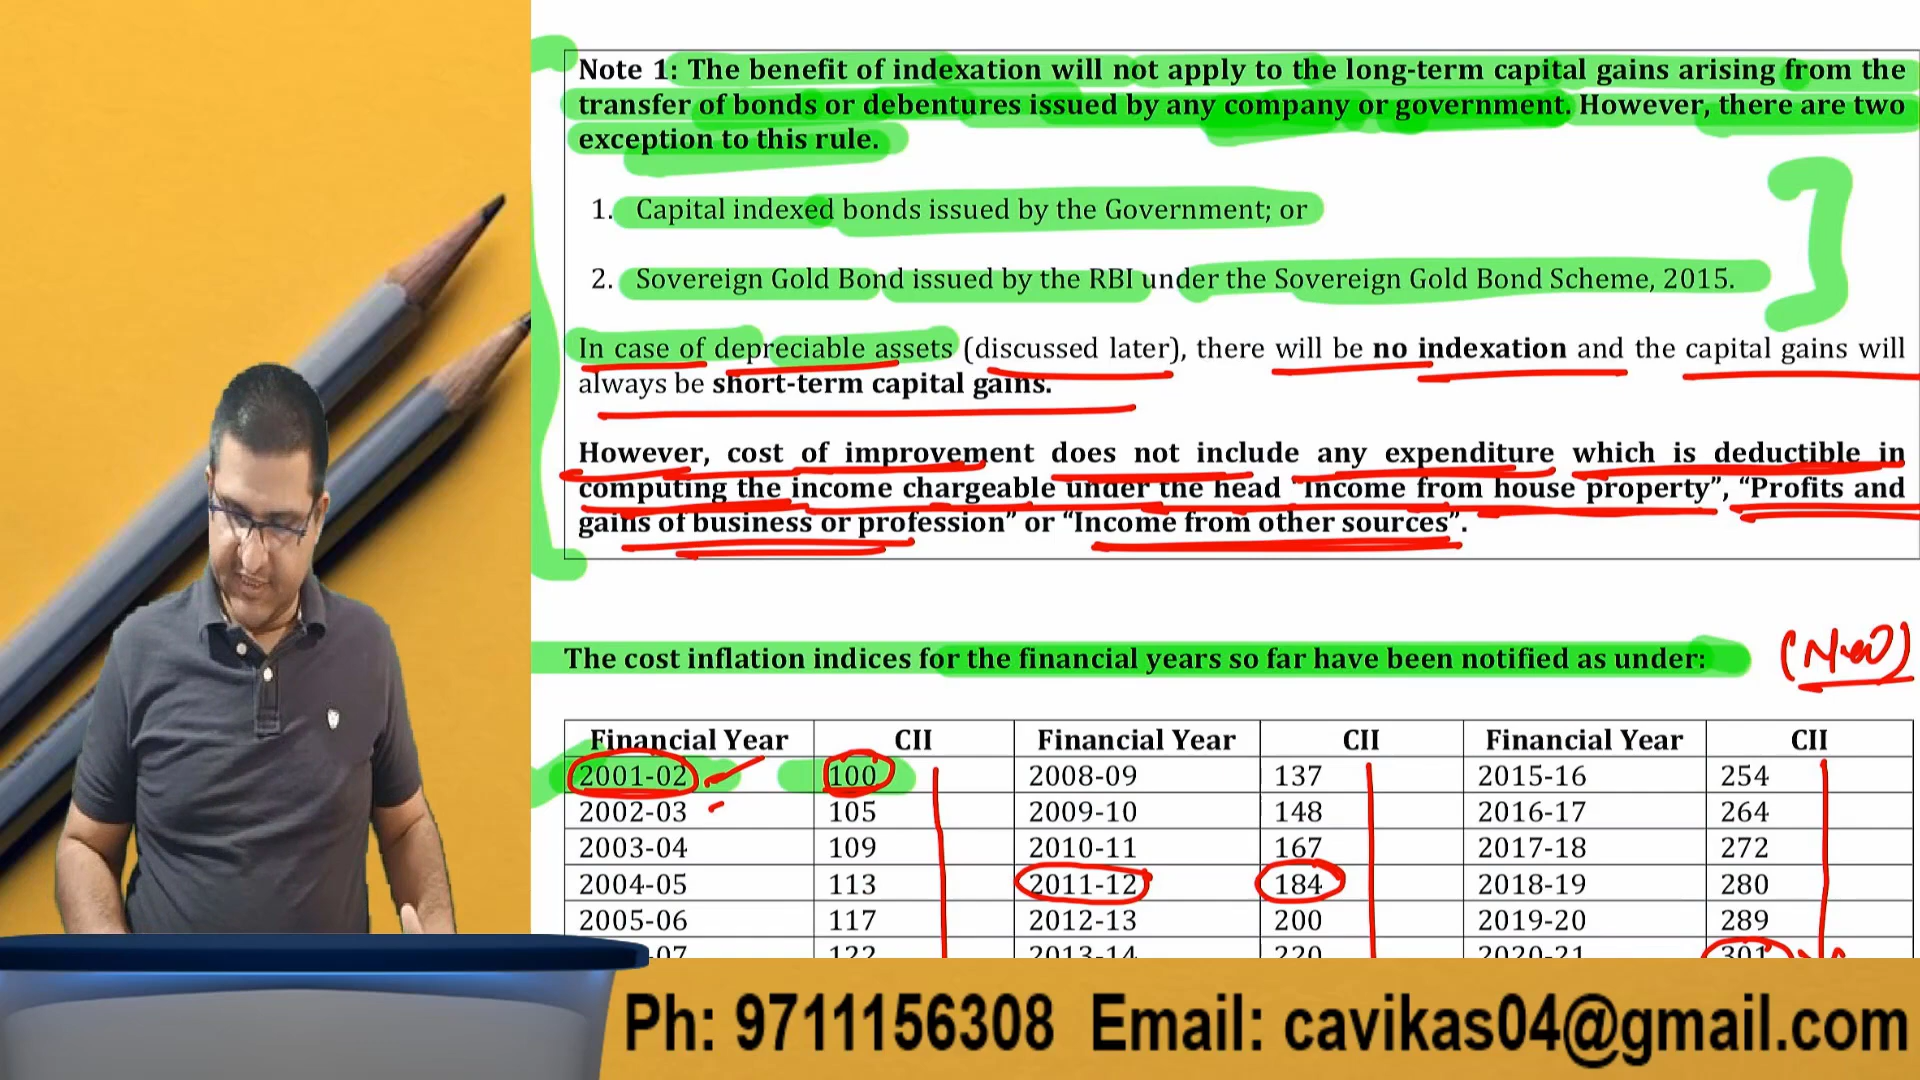 Note 1: The benefit of indexation will not apply to the long-term capital gains arising from the
transfer of bonds or debentures issued by any company or government. However, there are two
exception to this rule.
1. Capital indexed bonds issued by the Government; or
2. Sovereign Gold Bond issued by the RBI under the Sovereign Gold Bond Scheme, 2015.
In case of depreciable assets (discussed later), there will be no indexation and the capital gains will
always be short-term capital gains.
However, cost of improvement does not include any expenditure which is deductible in
computing the income chargeable under the head "Income from house property", “Profits and
gains of business or profession” or “Income from other sources”.
The cost inflation indices for the financial years so far have been notified as under:
Financial Year CII Financial Year CII Financial Year CII
2001-02 100 2008-09 137 2015-16 254
2002-03 105 2009-10 148 2016-17 264
2003-04 109 2010-11 167 2017-18 272
2004-05 113 2011-12 184 2018-19 280
2005-06 117 2012-13 200 2019-20 289
07 122 2013-14 220 2020-21 301
Ph: 9711156308 Email: cavikas04@gmail.com